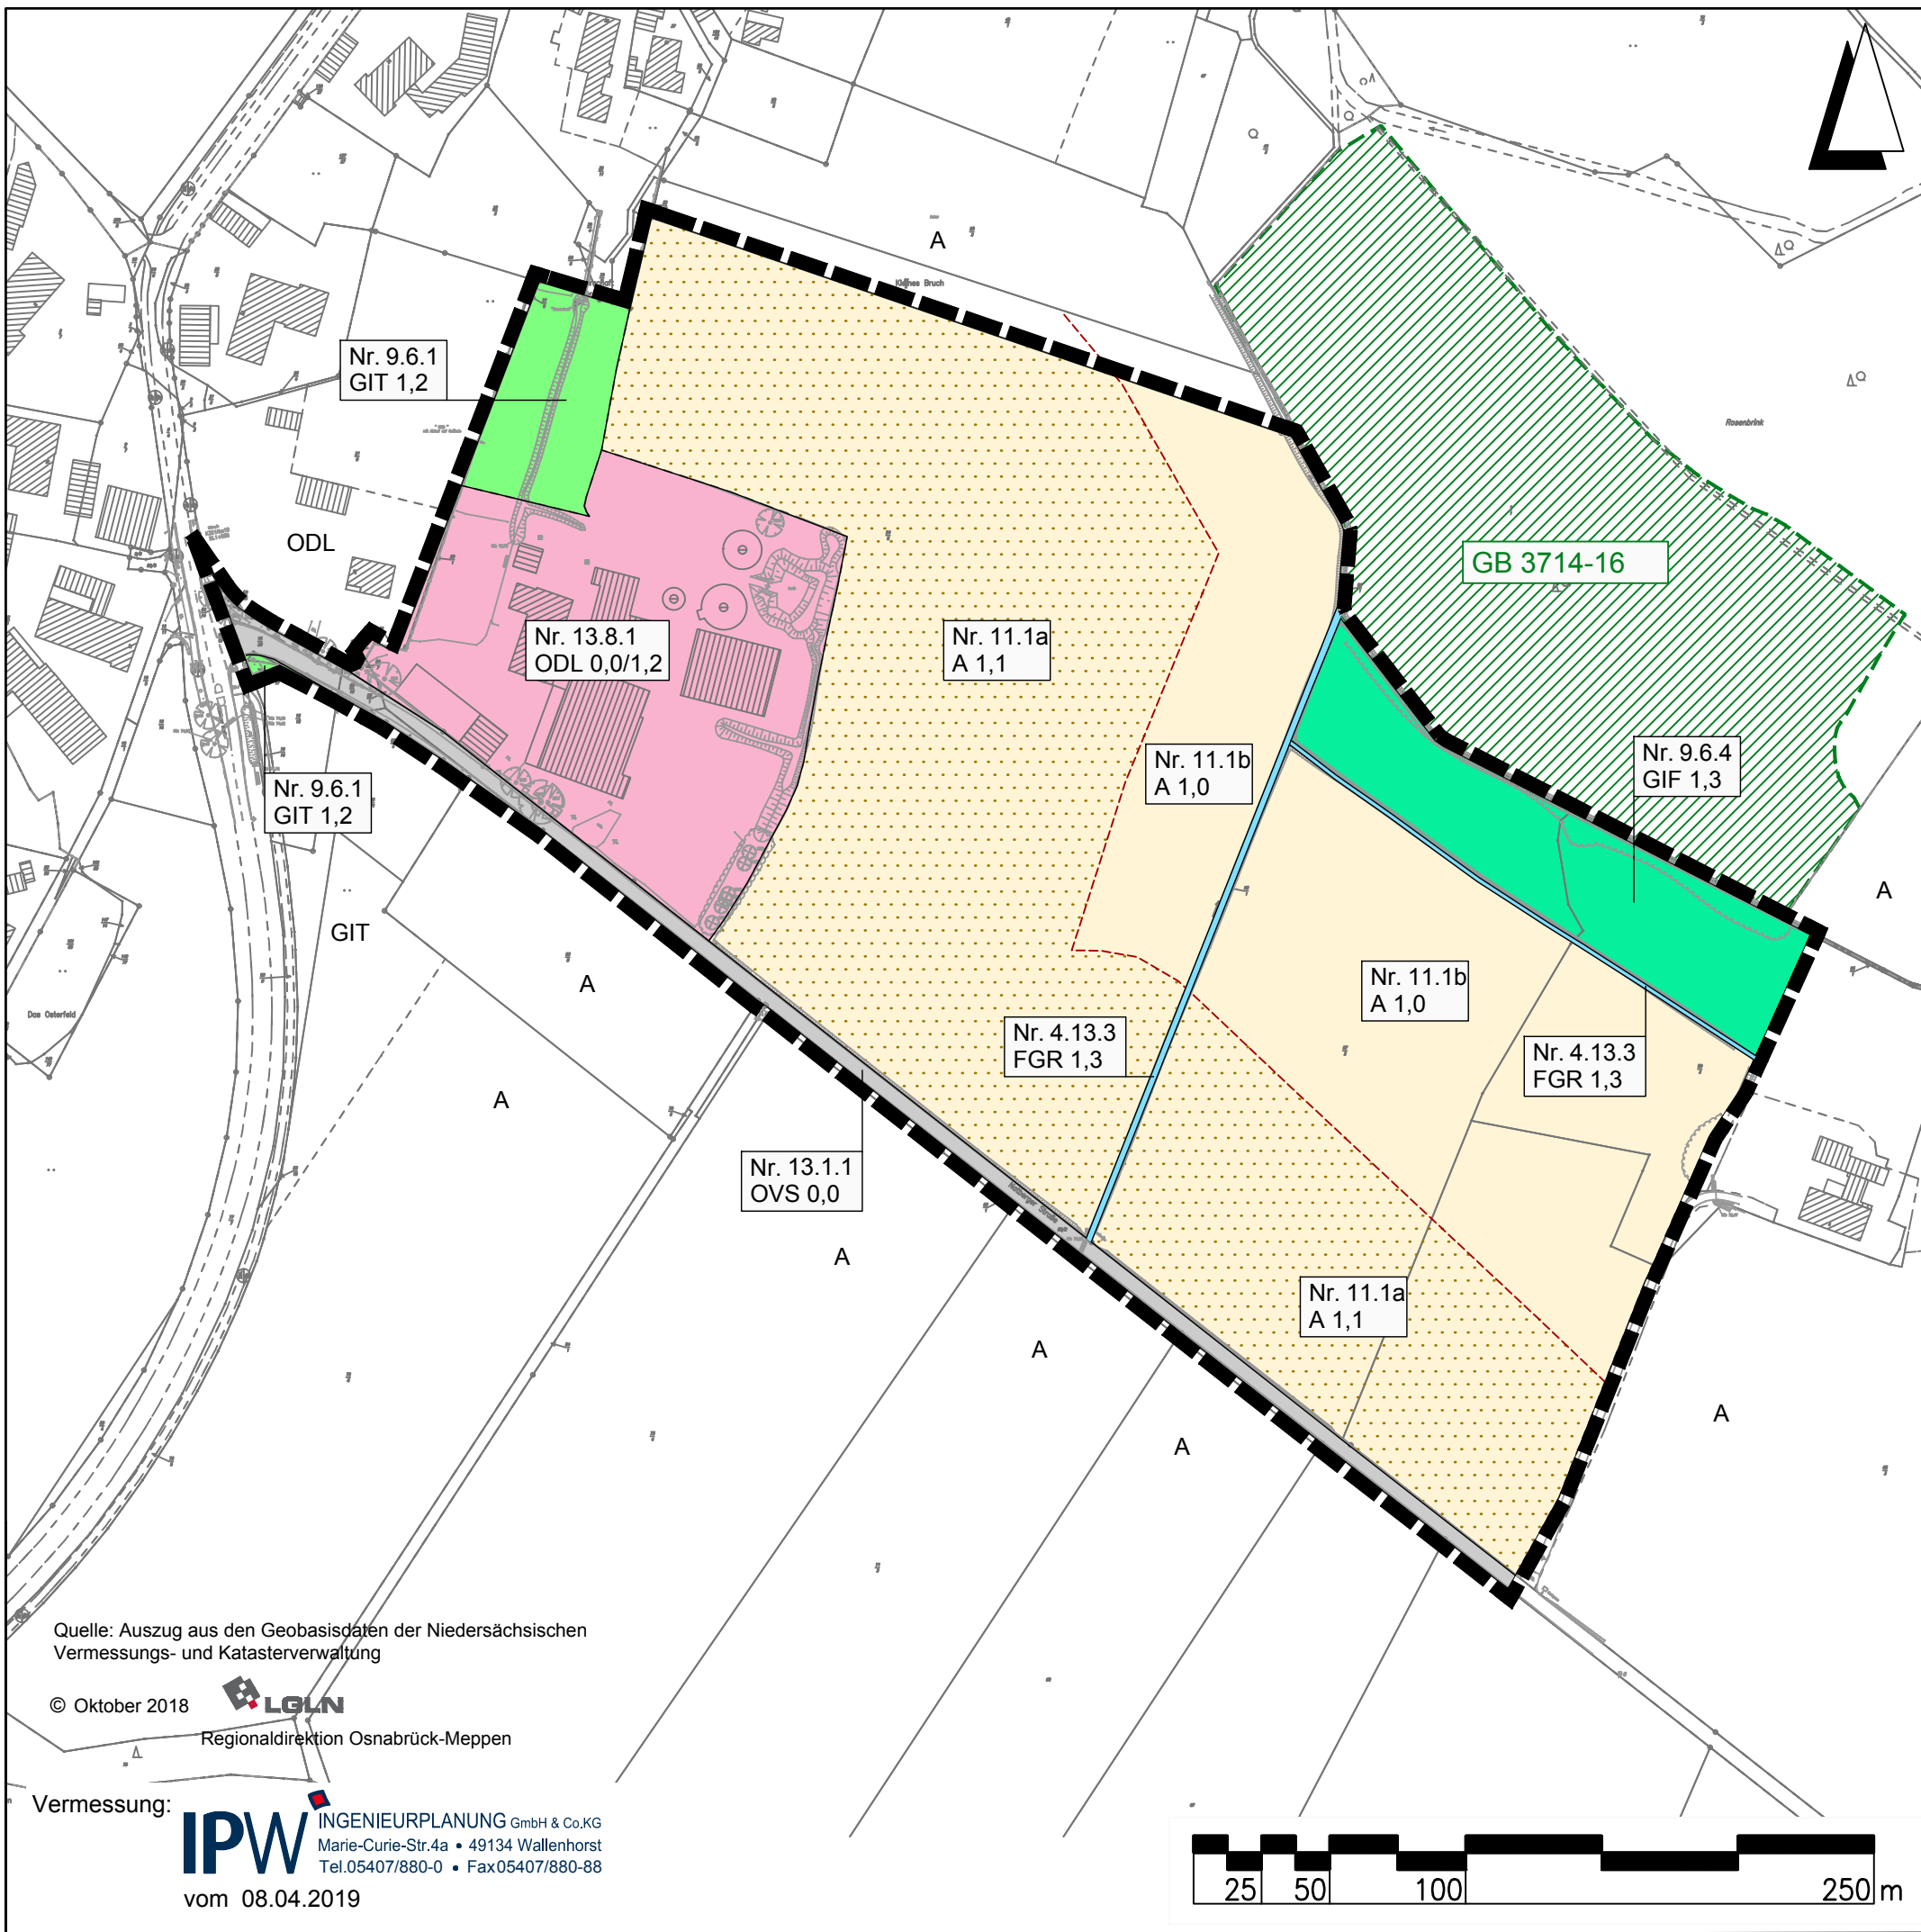 A
Kleines Bruch
Nr. 9.6.1
GIT 1,2
Rosenbrink
ODL
GB 3714-16
Nr. 13.8.1
ODL 0,0/1,2
Nr. 11.1a
A 1,1
Nr. 11.1b
A 1,0
Nr. 9.6.4
GIF 1,3
Nr. 9.6.1
GIT 1,2
A
GIT
A
Nr. 11.1b
A 1,0
Das Osterfeld
Nr. 4.13.3
FGR 1,3
Nr. 4.13.3
FGR 1,3
A
Nr. 13.1.1
OVS 0,0
A
Nr. 11.1a
A 1,1
A
A
A
Quelle: Auszug aus den Geobasisdaten der Niedersächsischen
Vermessungs- und Katasterverwaltung
© Oktober 2018
LGLN
Regionaldirektion Osnabrück-Meppen
Vermessung:
IPW
INGENIEURPLANUNG GmbH & Co.KG
Marie-Curie-Str.4a • 49134 Wallenhorst
Tel.05407/880-0 • Fax05407/880-88
vom 08.04.2019
25 50 100 250 m